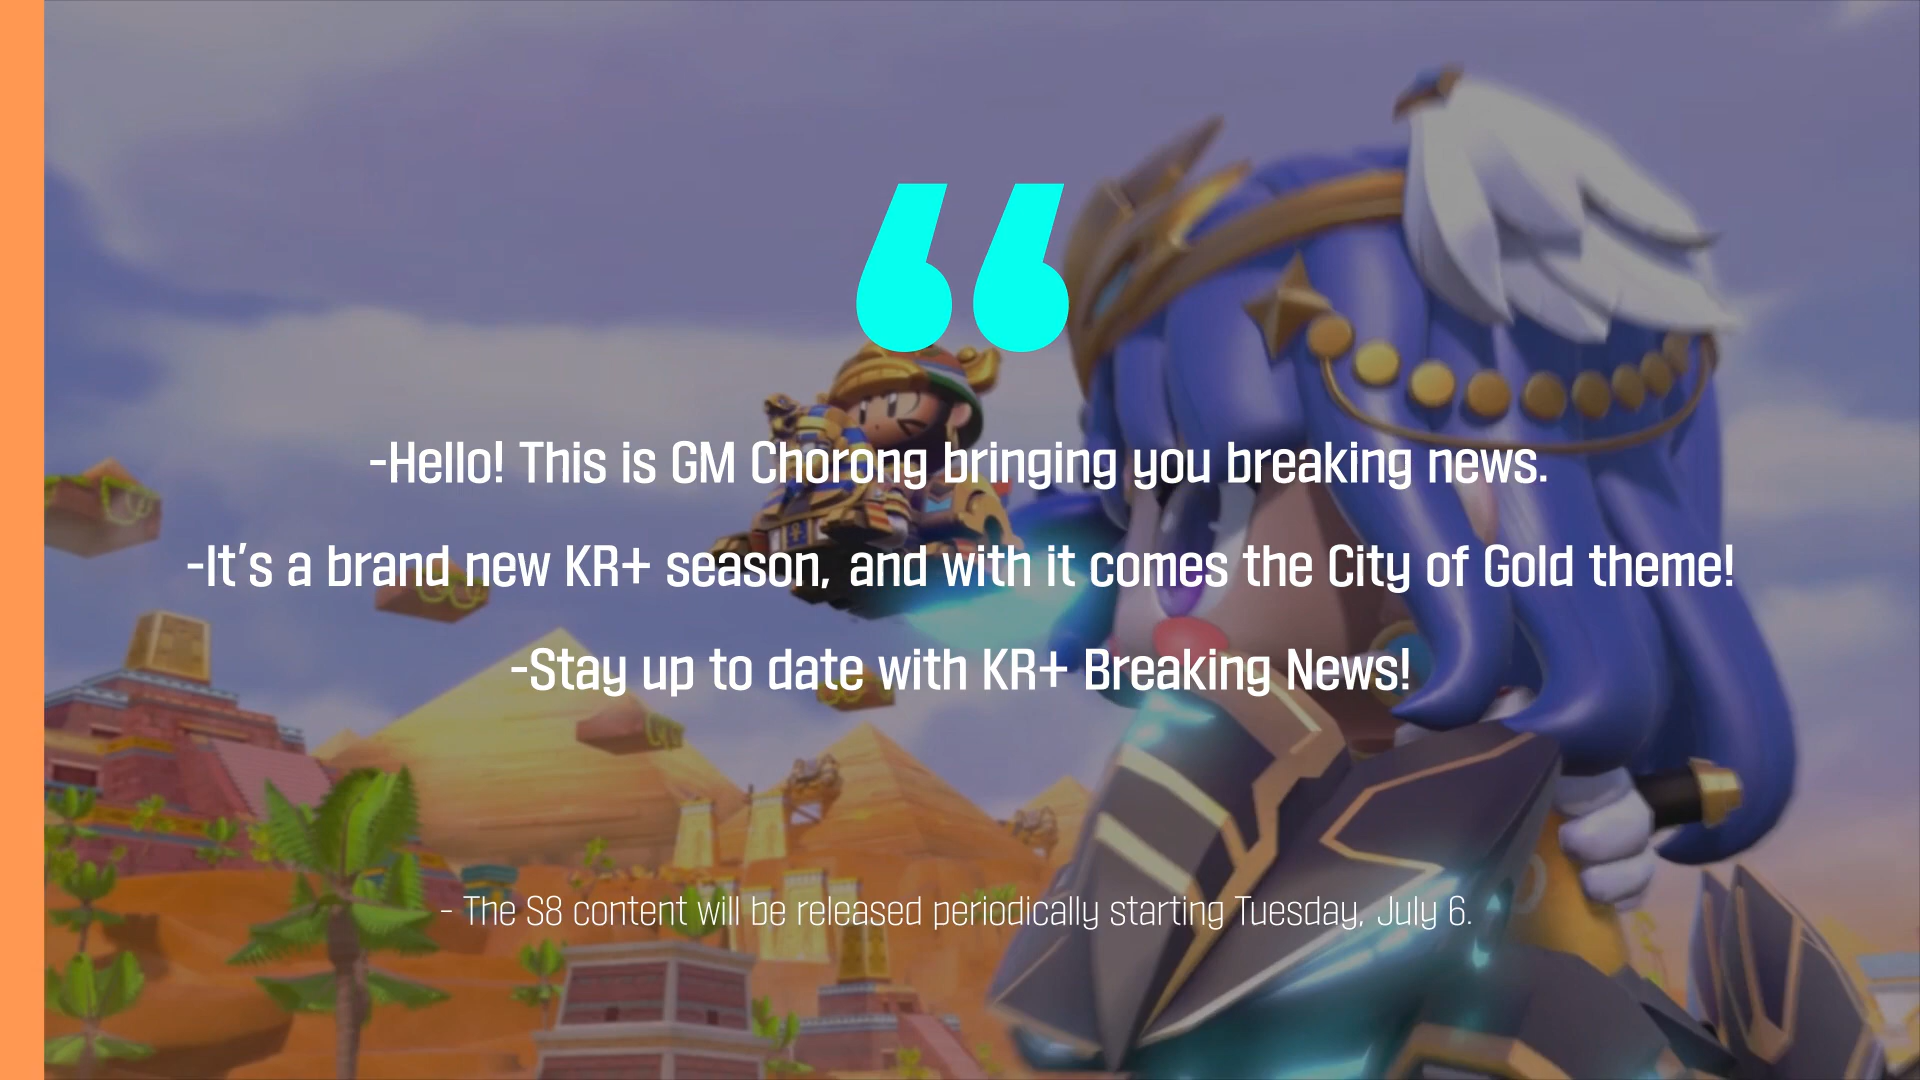 “
-Hello! This is GM Chorong bringing you breaking news.
-It's a brand new KR+ season, and with it comes the City of Gold theme!
-Stay up to date with KR+ Breaking News!
- The S8 content will be released periodically starting Tuesday, July 6.